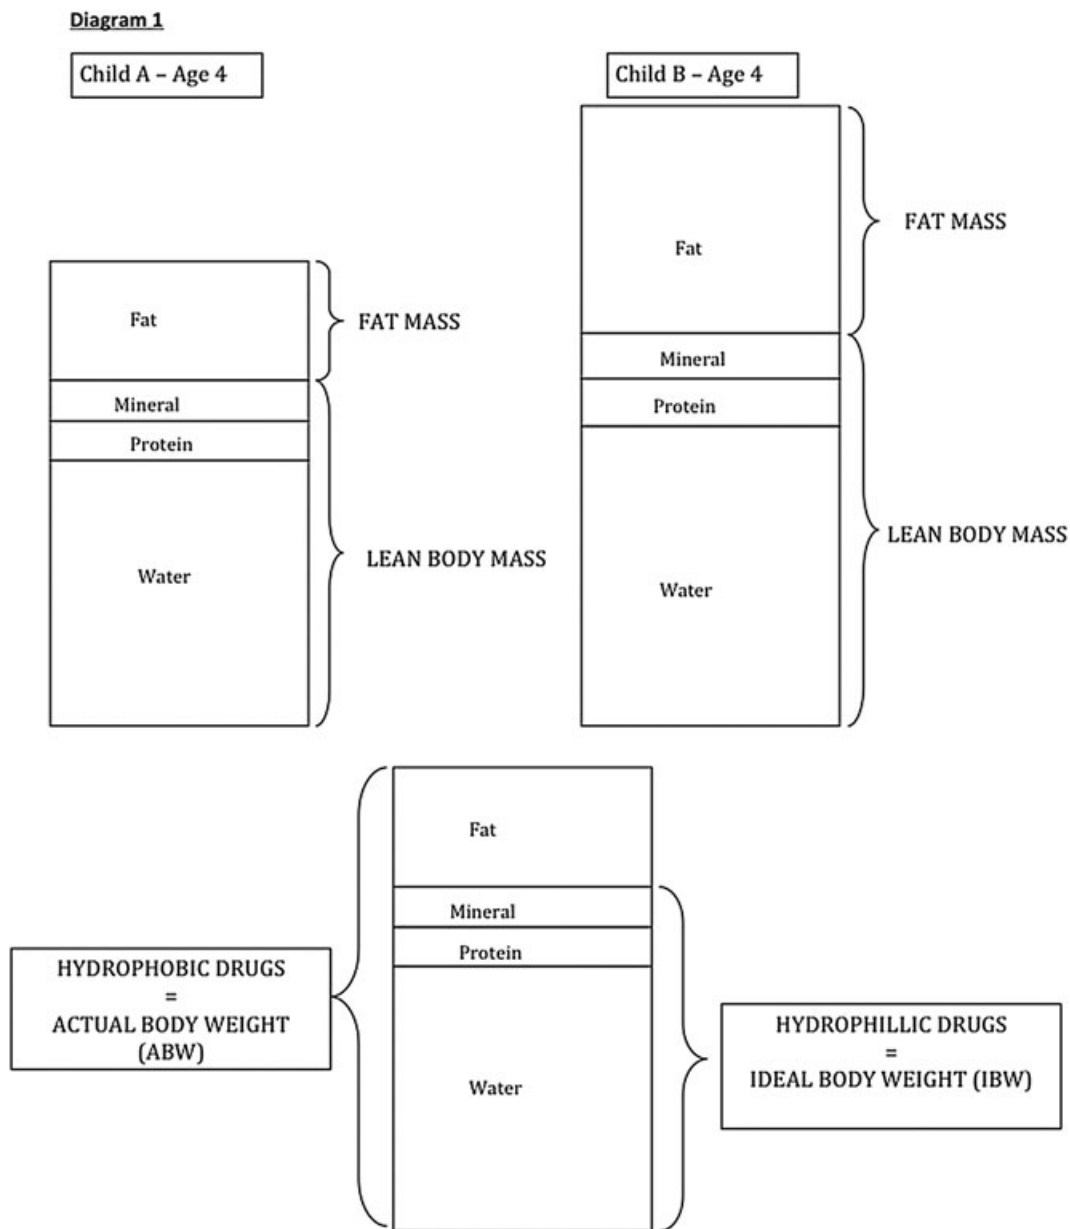 Diagram 1
Child A – Age 4
Fat
FAT MASS
Mineral
Protein
Water
LEAN BODY MASS
Child B – Age 4
Fat
FAT MASS
Mineral
Protein
Water
LEAN BODY MASS
Fat
Mineral
Protein
Water
HYDROPHOBIC DRUGS
=
ACTUAL BODY WEIGHT
(ABW)
HYDROPHILLIC DRUGS
=
IDEAL BODY WEIGHT (IBW)